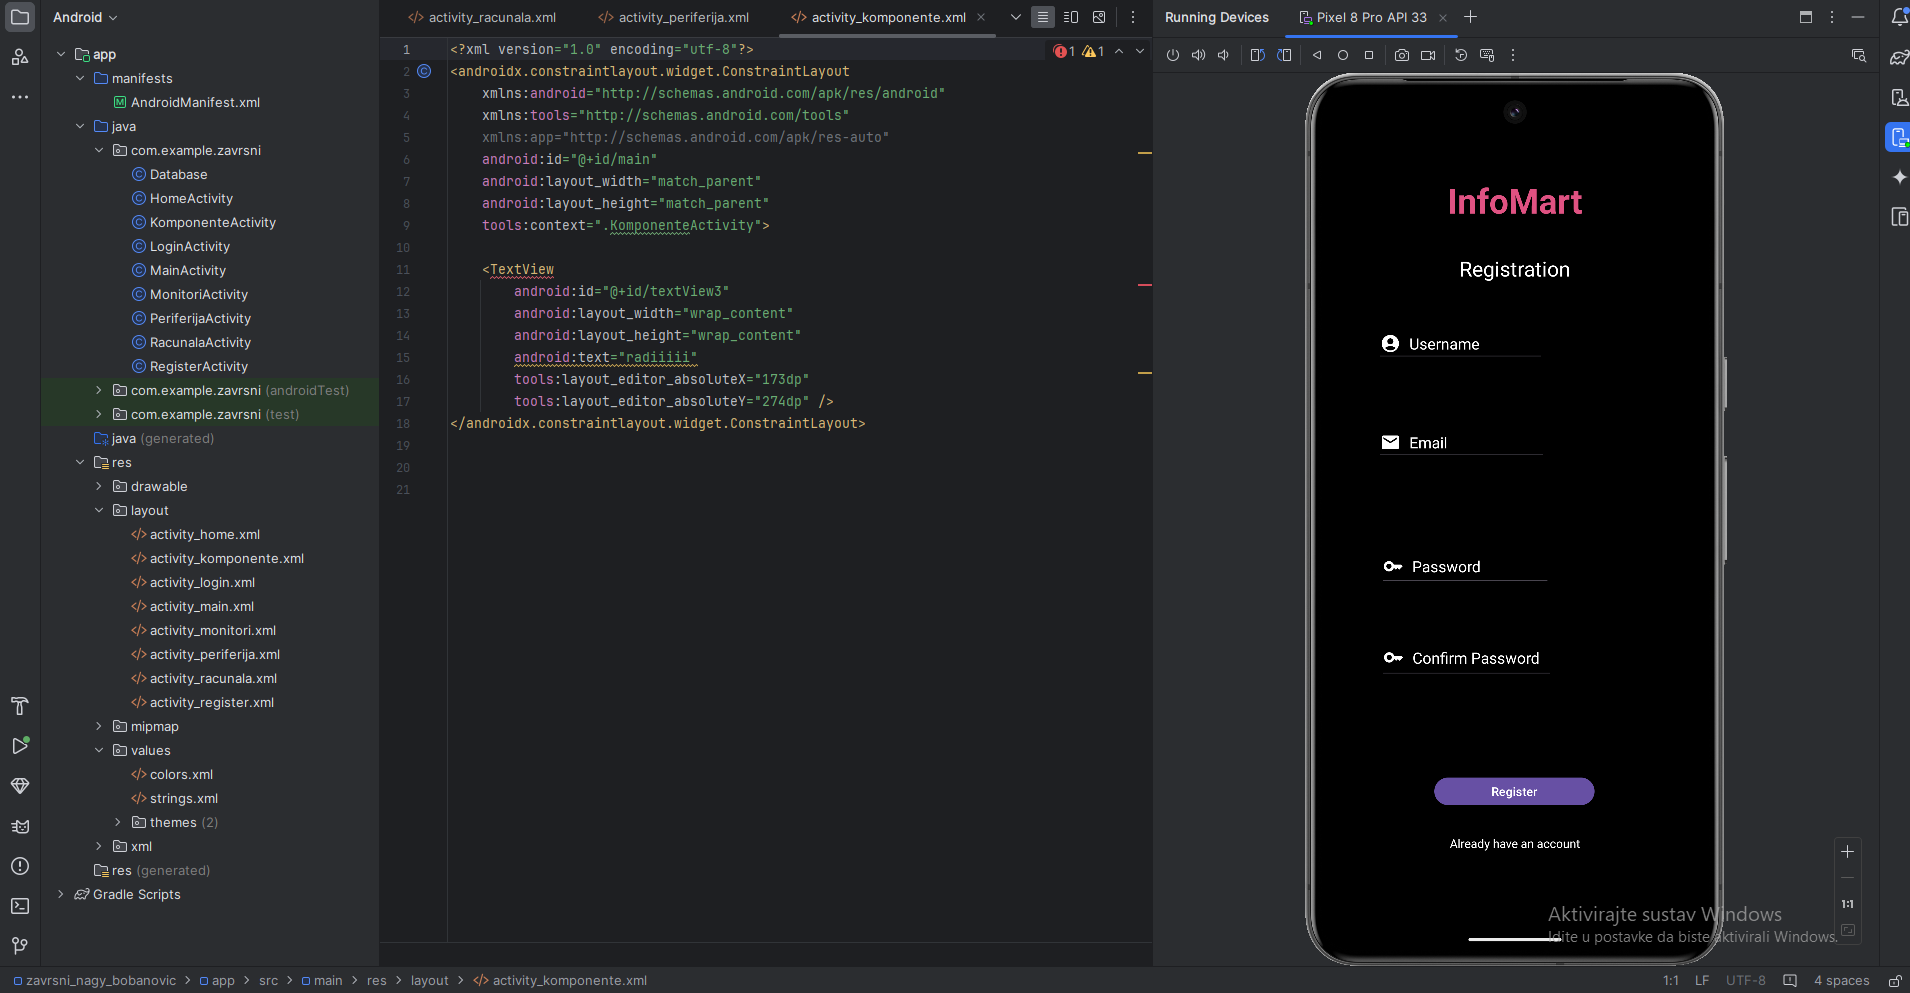 Android
app
manifests
AndroidManifest.xml
java
com.example.zavrsni
Database
HomeActivity
KomponenteActivity
LoginActivity
MainActivity
MonitoriActivity
PeriferijaActivity
RacunalaActivity
RegisterActivity
com.example.zavrsni (androidTest)
com.example.zavrsni (test)
java (generated)
res
drawable
layout
activity_home.xml
activity_komponente.xml
activity_login.xml
activity_main.xml
activity_monitori.xml
activity_periferija.xml
activity_racunala.xml
activity_register.xml
mipmap
values
colors.xml
strings.xml
themes (2)
xml
res (generated)
Gradle Scripts
activity_racunala.xml activity_periferija.xml activity_komponente.xml
1 <?xml version="1.0" encoding="utf-8"?> 1 1
2 <androidx.constraintlayout.widget.ConstraintLayout
3 xmlns:android="http://schemas.android.com/apk/res/android"
4 xmlns:tools="http://schemas.android.com/tools"
5 xmlns:app="http://schemas.android.com/apk/res-auto"
6 android:id="@+id/main"
7 android:layout_width="match_parent"
8 android:layout_height="match_parent"
9 tools:context=".KomponenteActivity">
10
11 <TextView
12 android:id="@+id/textView3"
13 android:layout_width="wrap_content"
14 android:layout_height="wrap_content"
15 android:text="radiiiii"
16 tools:layout_editor_absoluteX="173dp"
17 tools:layout_editor_absoluteY="274dp" />
18 </androidx.constraintlayout.widget.ConstraintLayout>
19
20
21
Running Devices Pixel 8 Pro API 33
InfoMart
Registration
Username
Email
Password
Confirm Password
Register
Already have an account
1:1
Aktivirajte sustav Windows
Idite u postavke da biste aktivirali Windows.
zavrsni_nagy_bobanovic > app > src > main > res > layout > activity_komponente.xml
1:1 LF UTF-8 4 spaces